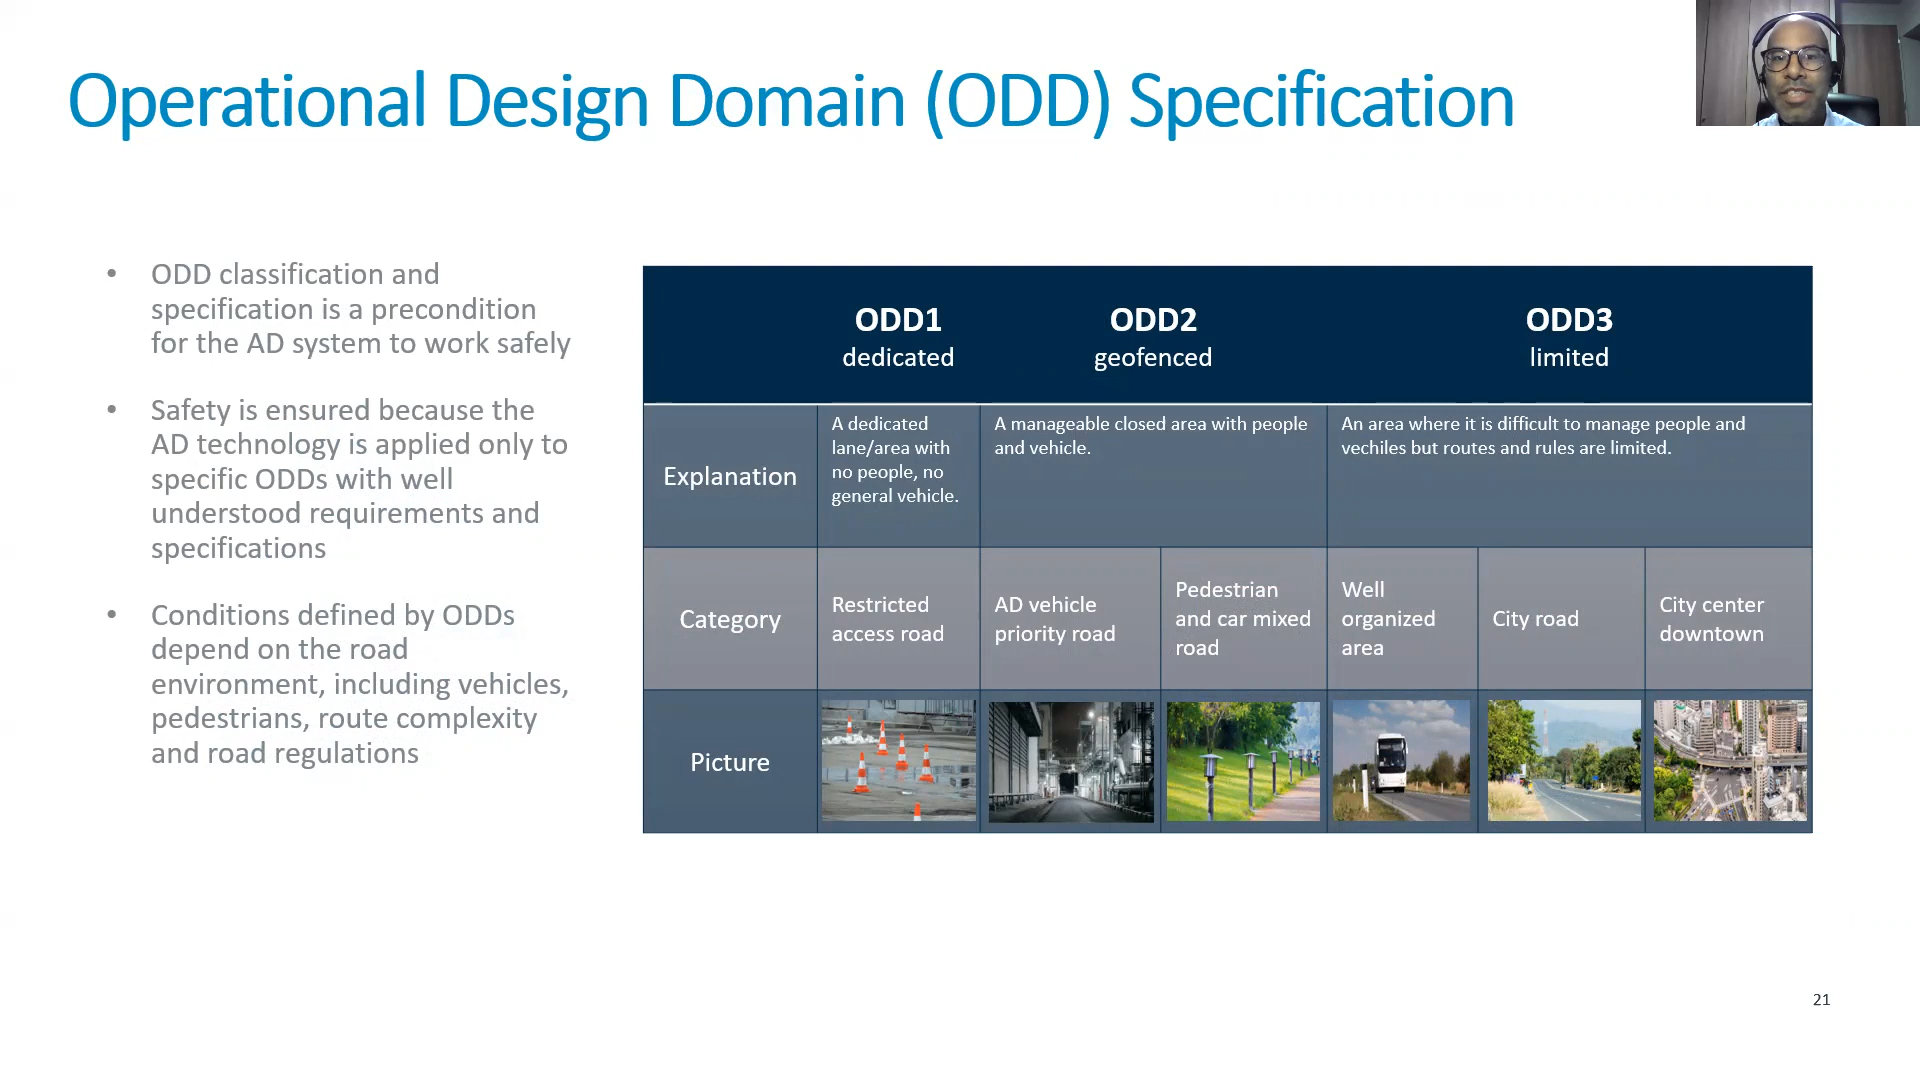 Operational Design Domain (ODD) Specification
• ODD classification and
specification is a precondition
for the AD system to work safely
• Safety is ensured because the
AD technology is applied only to
specific ODDs with well
understood requirements and
specifications
• Conditions defined by ODDs
depend on the road
environment, including vehicles,
pedestrians, route complexity
and road regulations
ODD1
dedicated
ODD2
geofenced
ODD3
limited
Explanation
A dedicated
lane/area with
no people, no
general vehicle.
A manageable closed area with people
and vehicle.
An area where it is difficult to manage people and
vechiles but routes and rules are limited.
Category
Restricted
access road
AD vehicle
priority road
Pedestrian
and car mixed
road
Well
organized
area
City road
City center
downtown
Picture
21